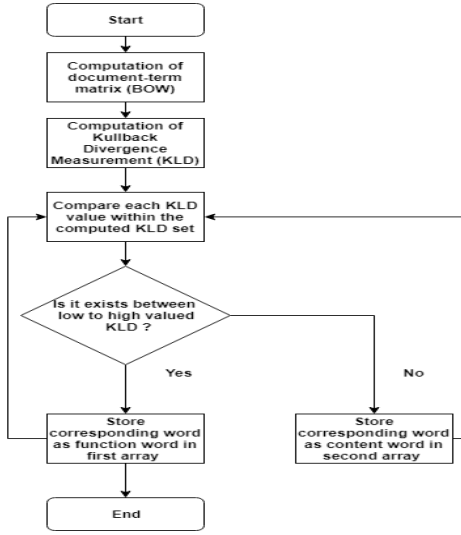 Start
Computation of
document-term
matrix (BOW)
Computation of
Kullback
Divergence
Measurement (KLD)
Compare each KLD
value within the
computed KLD set
Is it exists between
low to high valued
KLD ?
Yes
No
Store
corresponding word
as function word in
first array
Store
corresponding word
as content word in
second array
End